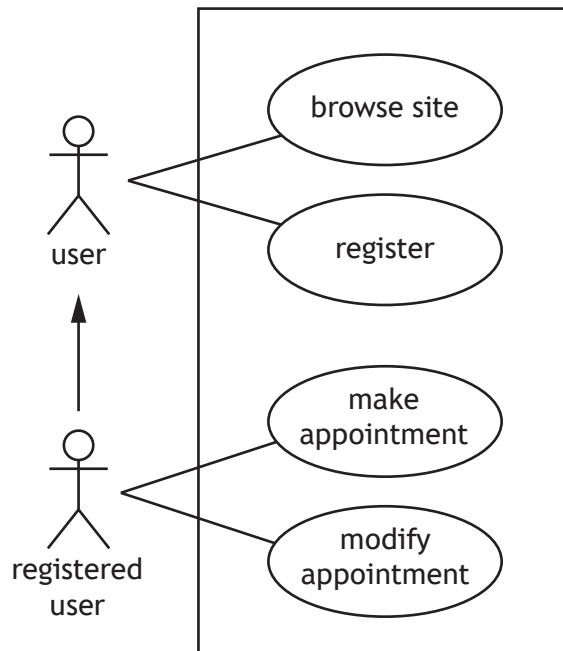 browse site
user
register
make
appointment
registered
user
modify
appointment